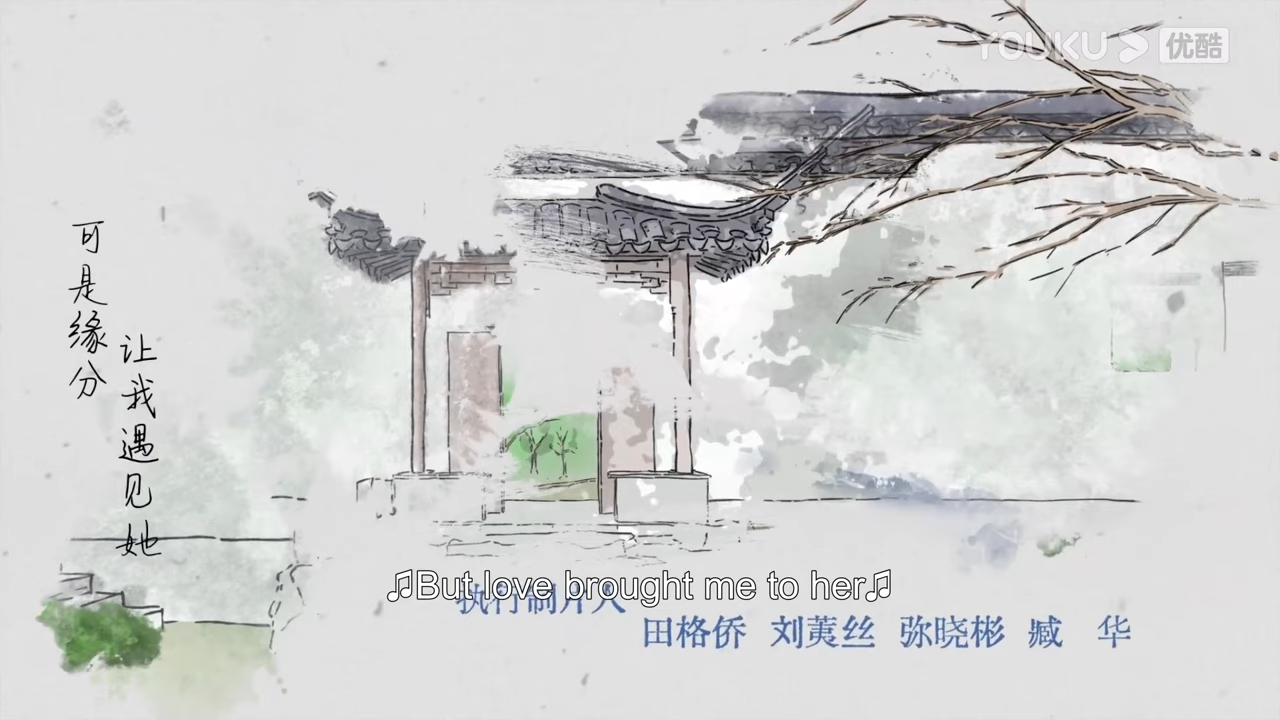 YOUKU 优酷
可是缘分
让我遇见她
♫But love brought me to her♫
执行制片人
田格侨 刘萁丝 弥晓彬 臧 华